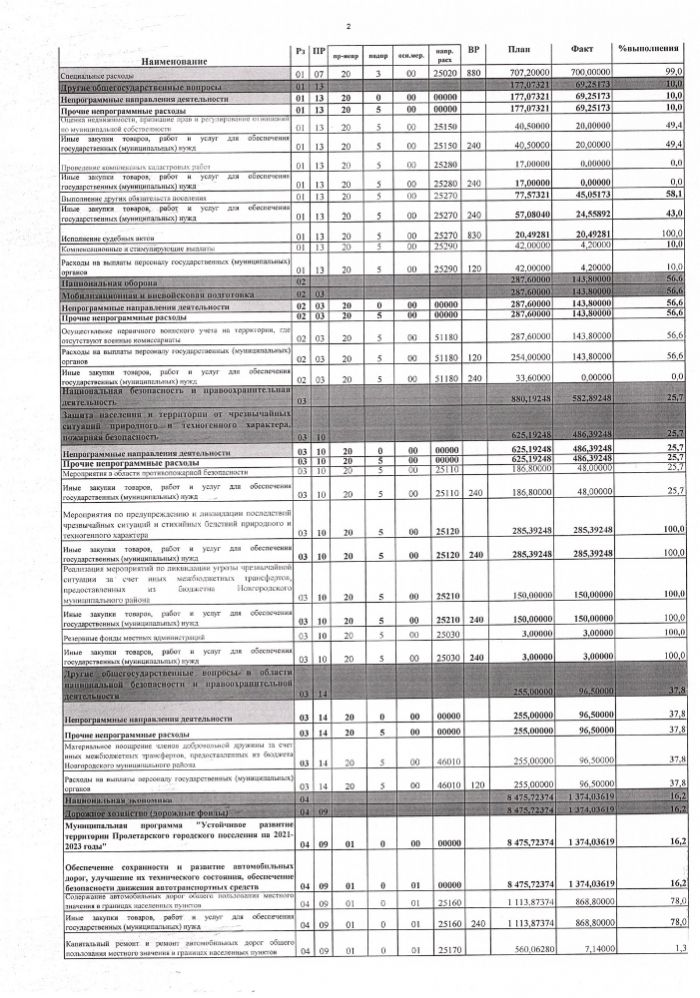 2
Наименование Рз ПР пр-мнпр подпр осн.мер. напр. расх ВР План Факт %выполнения
Специальные расходы 01 07 20 3 00 25020 880 707,20000 700,00000 99,0
Другие общегосударственные вопросы 01 13 177,07321 69,25173 10,0
Непрограммные направления деятельности 01 13 20 0 00 00000 177,07321 69,25173 10,0
Прочие непрограммные расходы 01 13 20 5 00 00000 177,07321 69,25173 10,0
Оценка недвижимости, признание прав и регулирование отношений
по муниципальной собственности 01 13 20 5 00 25150 40,50000 20,00000 49,4
Иные закупки товаров, работ и услуг для обеспечения
государственных (муниципальных) нужд 01 13 20 5 00 25150 240 40,50000 20,00000 49,4
Проведение комплексных кадастровых работ 01 13 20 5 00 25280 17,00000 0,00000 0,0
Иные закупки товаров, работ и услуг для обеспечения
государственных (муниципальных) нужд 01 13 20 5 00 25280 240 17,00000 0,00000 0,0
Выполнение других обязательств поселения 01 13 20 5 00 25270 77,57321 45,05173 58,1
Иные закупки товаров, работ и услуг для обеспечения
государственных (муниципальных) нужд 01 13 20 5 00 25270 240 57,08040 24,55892 43,0
Исполнение судебных актов 01 13 20 5 00 25270 830 20,49281 20,49281 100,0
Компенсационные и стимулирующие выплаты 01 13 20 5 00 25290 42,00000 4,20000 10,0
Расходы на выплаты персоналу государственных (муниципальных)
органов 01 13 20 5 00 25290 120 42,00000 4,20000 10,0
Национальная оборона 02 287,60000 143,80000 56,6
Мобилизационная и вневойсковая подготовка 02 03 287,60000 143,80000 56,6
Непрограммные направления деятельности 02 03 20 0 00 00000 287,60000 143,80000 56,6
Прочие непрограммные расходы 02 03 20 5 00 00000 287,60000 143,80000 56,6
Осуществление первичного воинского учета на территории, где
отсутствуют военные комиссариаты 02 03 20 5 00 51180 287,60000 143,80000 56,6
Расходы на выплаты персоналу государственных (муниципальных)
органов 02 03 20 5 00 51180 120 254,00000 143,80000 56,6
Иные закупки товаров, работ и услуг для обеспечения
государственных (муниципальных) нужд 02 03 20 5 00 51180 240 33,60000 0,00000 0,0
Национальная безопасность и правоохранительная
деятельность 03 880,19248 582,89248 25,7
Защита населения и территории от чрезвычайных
ситуаций природного и техногенного характера,
пожарная безопасность 03 10 625,19248 486,39248 25,7
Непрограммные направления деятельности 03 10 20 0 00 00000 625,19248 486,39248 25,7
Прочие непрограммные расходы 03 10 20 5 00 00000 625,19248 486,39248 25,7
Мероприятия в области противопожарной безопасности 03 10 20 5 00 25110 186,80000 48,00000 25,7
Иные закупки товаров, работ и услуг для обеспечения
государственных (муниципальных) нужд 03 10 20 5 00 25110 240 186,80000 48,00000 25,7
Мероприятия по предупреждению и ликвидации последствий
чрезвычайных ситуаций и стихийных бедствий природного и
техногенного характера 03 10 20 5 00 25120 285,39248 285,39248 100,0
Иные закупки товаров, работ и услуг для обеспечения
государственных (муниципальных) нужд 03 10 20 5 00 25120 240 285,39248 285,39248 100,0
Реализация мероприятий по ликвидации угрозы чрезвычайной
ситуации за счет иных межбюджетных трансфертов,
предоставленных из бюджета Новгородского
муниципального района 03 10 20 5 00 25210 150,00000 150,00000 100,0
Иные закупки товаров, работ и услуг для обеспечения
государственных (муниципальных) нужд 03 10 20 5 00 25210 240 150,00000 150,00000 100,0
Резервные фонды местных администраций 03 10 20 5 00 25030 3,00000 3,00000 100,0
Иные закупки товаров, работ и услуг для обеспечения
государственных (муниципальных) нужд 03 10 20 5 00 25030 240 3,00000 3,00000 100,0
Другие общегосударственные вопросы в области
национальной безопасности и правоохранительной
деятельности 03 14 255,00000 96,50000 37,8
Непрограммные направления деятельности 03 14 20 0 00 00000 255,00000 96,50000 37,8
Прочие непрограммные расходы 03 14 20 5 00 00000 255,00000 96,50000 37,8
Материальное поощрение членов добровольной дружины за счет
иных межбюджетных трансфертов, предоставленных из бюджета
Новгородского муниципального района 03 14 20 5 00 46010 255,00000 96,50000 37,8
Расходы на выплаты персоналу государственных (муниципальных)
органов 03 14 20 5 00 46010 120 255,00000 96,50000 37,8
Национальная экономика 04 8 475,72374 1 374,03619 16,2
Дорожное хозяйство (дорожные фонды) 04 09 8 475,72374 1 374,03619 16,2
Муниципальная программа "Устойчивое развитие
территории Пролетарского городского поселения на 2021-
2023 годы" 04 09 01 0 00 00000 8 475,72374 1 374,03619 16,2
Обеспечение сохранности и развитие автомобильных
дорог, улучшение их технического состояния, обеспечение
безопасности движения автотранспортных средств 04 09 01 0 01 00000 8 475,72374 1 374,03619 16,2
Содержание автомобильных дорог общего пользования местного
значения в границах населенных пунктов 04 09 01 0 01 25160 1 113,87374 868,80000 78,0
Иные закупки товаров, работ и услуг для обеспечения
государственных (муниципальных) нужд 04 09 01 0 01 25160 240 1 113,87374 868,80000 78,0
Капитальный ремонт и ремонт автомобильных дорог общего
пользования местного значения в границах населенных пунктов 04 09 01 0 01 25170 560,06280 7,14000 1,3